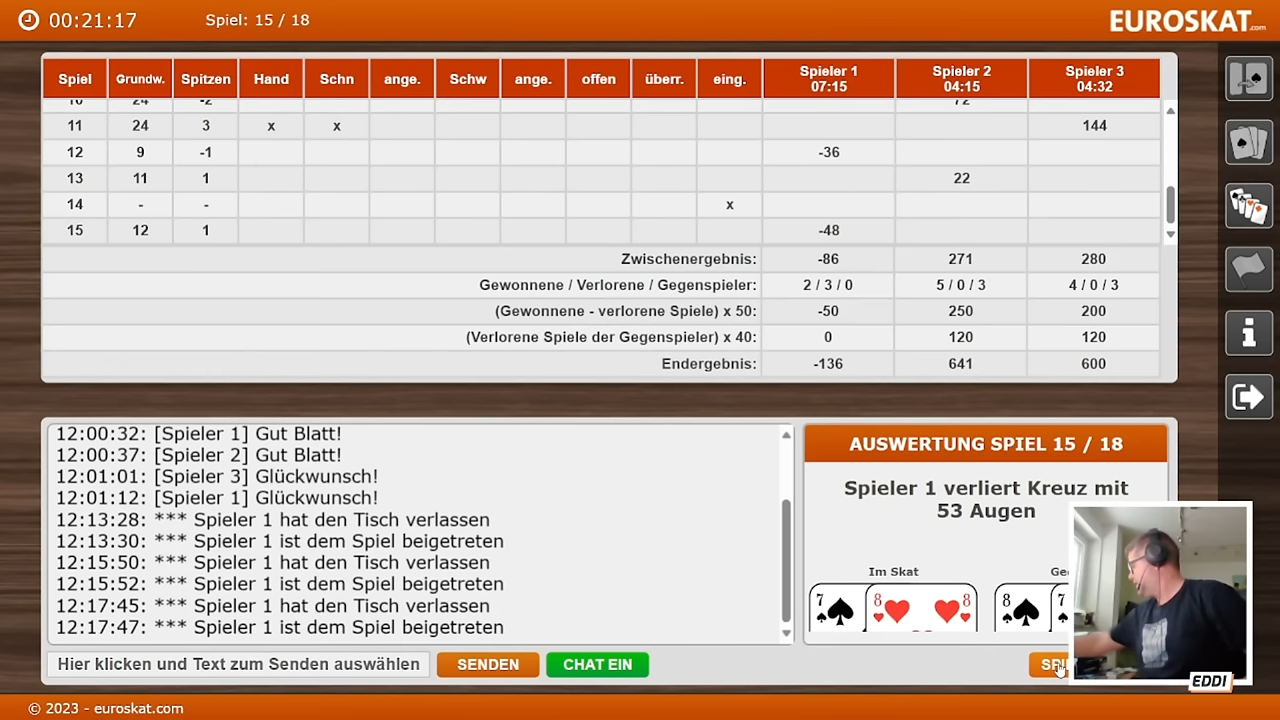 00:21:17
Spiel: 15 / 18
EUROSKAT.com
Spiel Grundw. Spitzen Hand Schn ange. Schw ange. offen überr. eing. Spieler 1 07:15 Spieler 2 04:15 Spieler 3 04:32
10 24 -2 72
11 24 3 x x 144
12 9 -1 -36
13 11 1 22
14 - - x
15 12 1 -48
Zwischenergebnis: -86 271 280
Gewonnene / Verlorene / Gegenspieler: 2 / 3 / 0 5 / 0 / 3 4 / 0 / 3
(Gewonnene - verlorene Spiele) x 50: -50 250 200
(Verlorene Spiele der Gegenspieler) x 40: 0 120 120
Endergebnis: -136 641 600
12:00:32: [Spieler 1] Gut Blatt!
12:00:37: [Spieler 2] Gut Blatt!
12:01:01: [Spieler 3] Glückwunsch!
12:01:12: [Spieler 1] Glückwunsch!
12:13:28: *** Spieler 1 hat den Tisch verlassen
12:13:30: *** Spieler 1 ist dem Spiel beigetreten
12:15:50: *** Spieler 1 hat den Tisch verlassen
12:15:52: *** Spieler 1 ist dem Spiel beigetreten
12:17:45: *** Spieler 1 hat den Tisch verlassen
12:17:47: *** Spieler 1 ist dem Spiel beigetreten
Hier klicken und Text zum Senden auswählen
SENDEN
CHAT EIN
AUSWERTUNG SPIEL 15 / 18
Spieler 1 verliert Kreuz mit
53 Augen
Im Skat
7 8 8 8 7
EDDI
© 2023 - euroskat.com